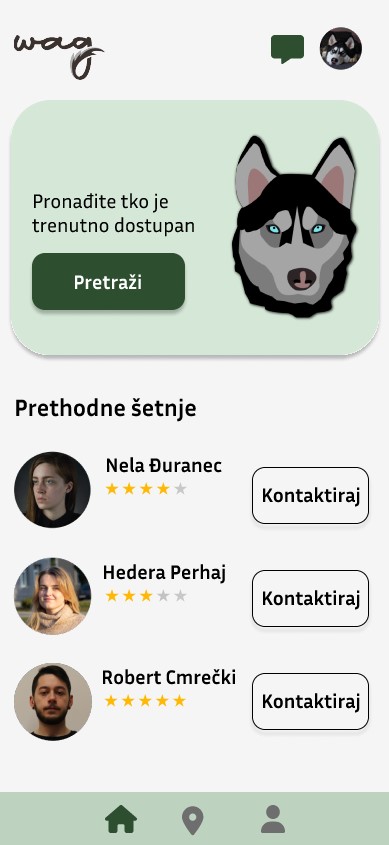 wag
Pronađite tko je
trenutno dostupan
Pretraži
Prethodne šetnje
Nela Đuranec
Kontaktiraj
Hedera Perhaj
Kontaktiraj
Robert Cmrečki
Kontaktiraj